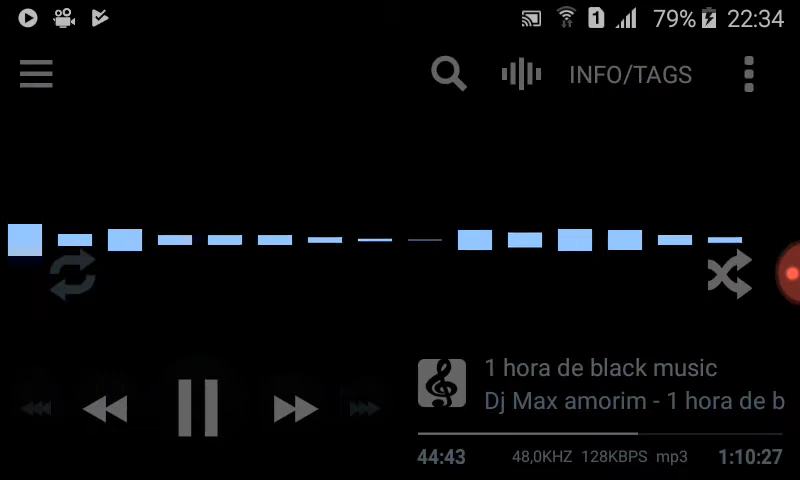 1 79% 22:34
INFO/TAGS
1 hora de black music
Dj Max amorim - 1 hora de b
44:43 48,0KHZ 128KBPS mp3 1:10:27